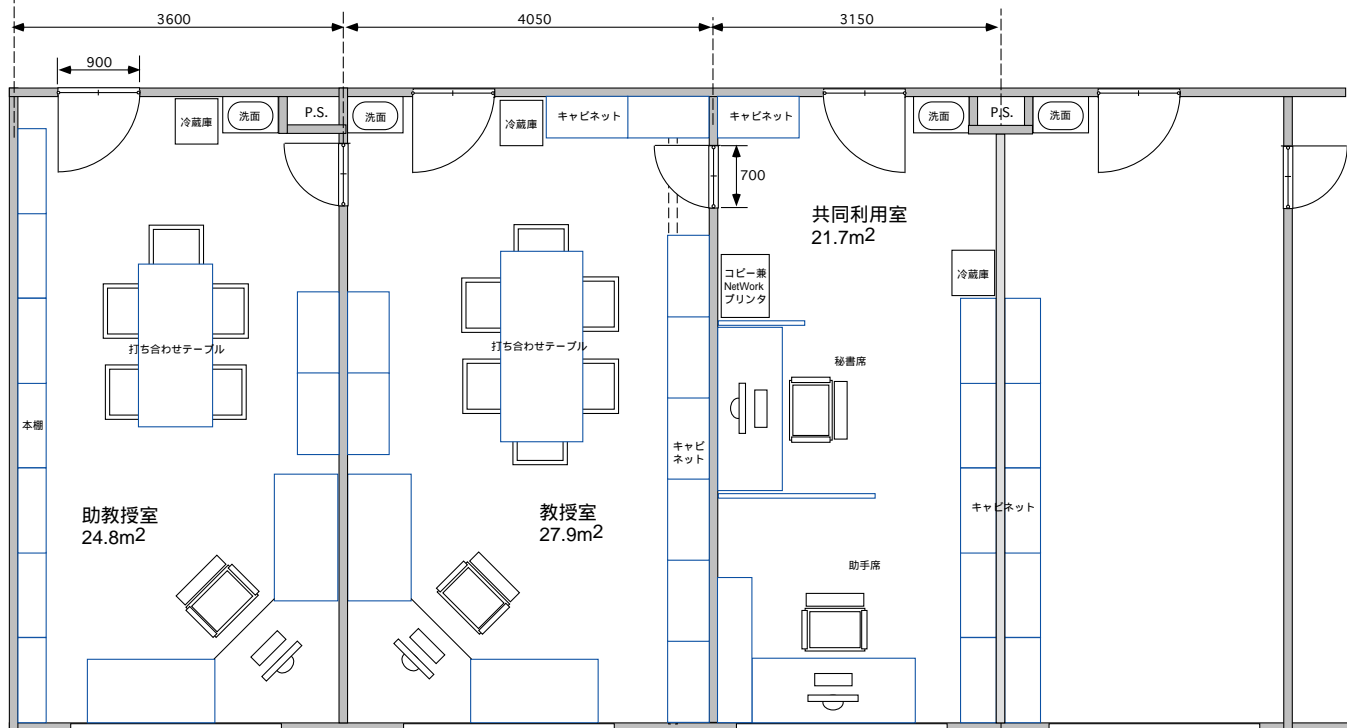 3600
4050
3150
900
冷蔵庫
洗面
P.S.
洗面
冷蔵庫
キャビネット
キャビネット
洗面
P.S.
洗面
700
共同利用室
21.7m2
コピー兼
NetWork
プリンタ
冷蔵庫
打ち合わせテーブル
打ち合わせテーブル
秘書席
本棚
キャビ
ネット
助教授室
24.8m2
教授室
27.9m2
キャビネット
助手席